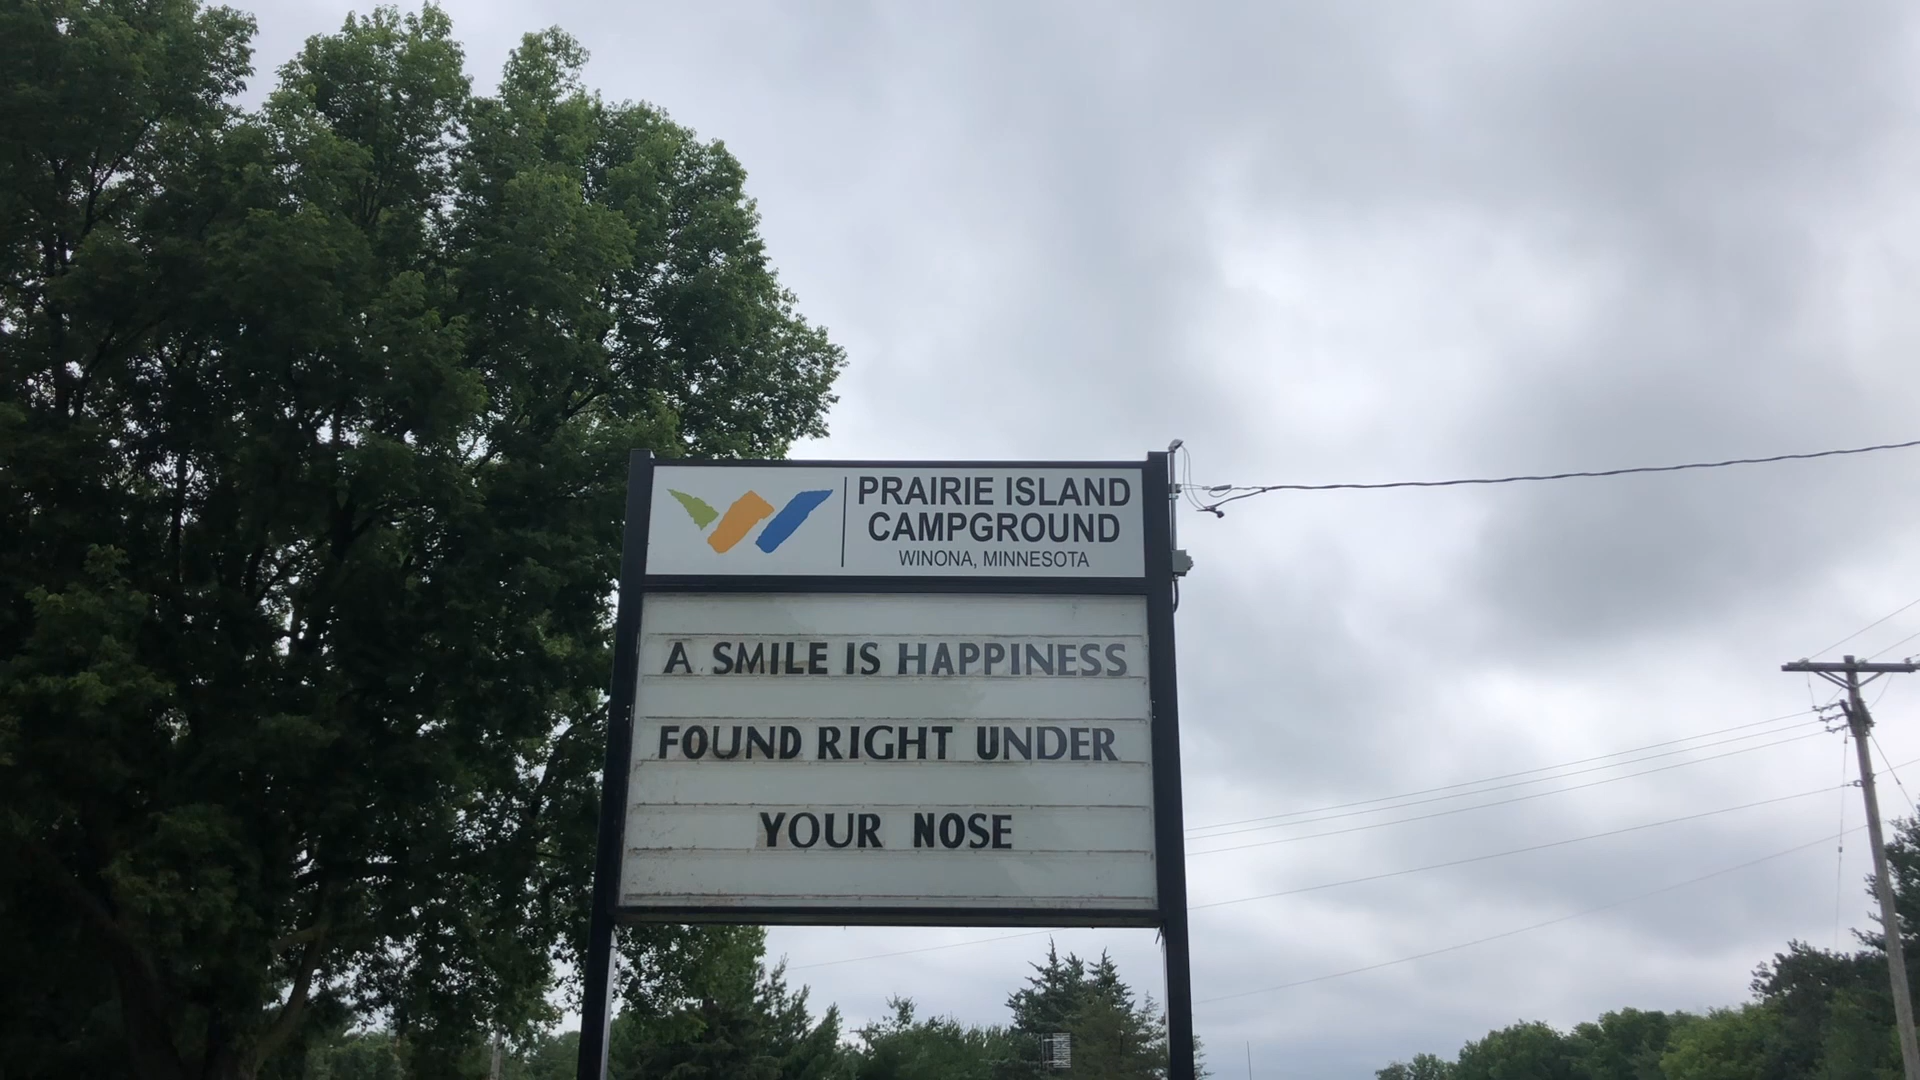 PRAIRIE ISLAND
CAMPGROUND
WINONA, MINNESOTA
A SMILE IS HAPPINESS
FOUND RIGHT UNDER
YOUR NOSE